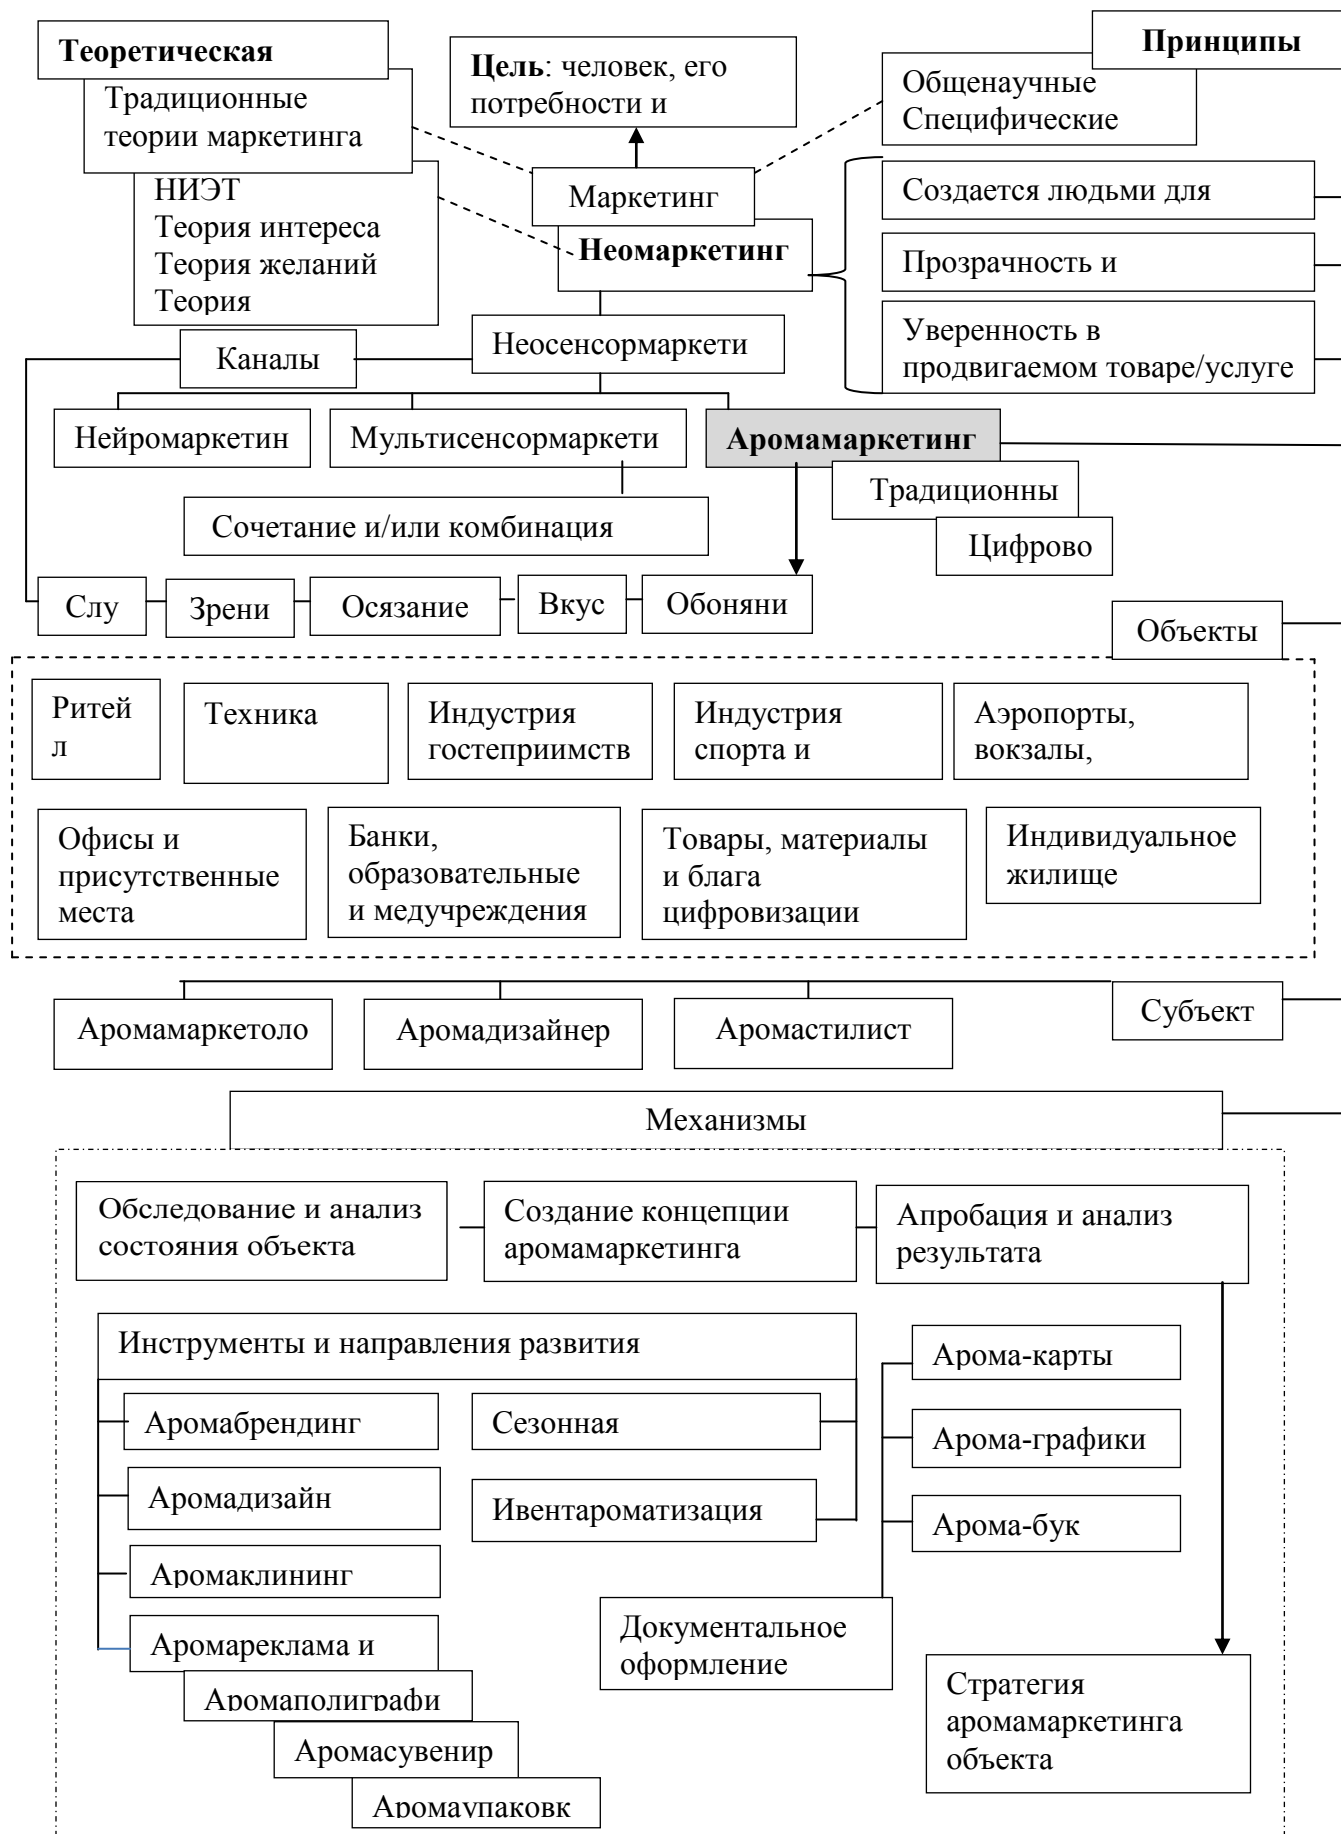 Теоретическая
Традиционные
теории маркетинга
НИЭТ
Теория интереса
Теория желаний
Теория
Цель: человек, его
потребности и
Принципы
Общенаучные
Специфические
Маркетинг
Неомаркетинг
Создается людьми для
Прозрачность и
Уверенность в
продвигаемом товаре/услуге
Неосенсормаркети
Каналы
Нейромаркетин
Мультисенсормаркети
Аромамаркетинг
Традиционны
Цифрово
Сочетание и/или комбинация
Слу
Зрени
Осязание
Вкус
Обоняни
Объекты
Ритей
л
Техника
Индустрия
гостеприимств
Индустрия
спорта и
Аэропорты,
вокзалы,
Офисы и
присутственные
места
Банки,
образовательные
и медучреждения
Товары, материалы
и блага
цифровизации
Индивидуальное
жилище
Субъект
Аромамаркетоло
Аромадизайнер
Аромастилист
Механизмы
Обследование и анализ
состояния объекта
Создание концепции
аромамаркетинга
Апробация и анализ
результата
Инструменты и направления развития
Аромабрендинг
Аромадизайн
Аромаклининг
Аромареклама и
Аромаполиграфи
Аромасувенир
Аромаупаковк
Сезонная
Ивентароматизация
Арома-карты
Арома-графики
Арома-бук
Документальное
оформление
Стратегия
аромамаркетинга
объекта